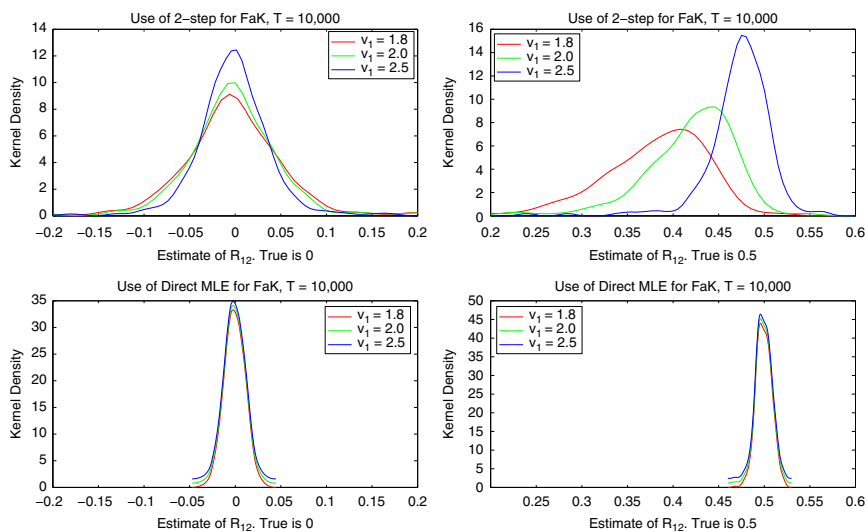 Use of 2−step for FaK, T = 10,000
14
12
10
8
6
4
2
0
Kernel Density
v1 = 1.8
v1 = 2.0
v1 = 2.5
−0.2 −0.15 −0.1 −0.05 0 0.05 0.1 0.15 0.2
Estimate of R12. True is 0
Use of 2−step for FaK, T = 10,000
16
14
12
10
8
6
4
2
0
Kernel Density
v1 = 1.8
v1 = 2.0
v1 = 2.5
0.2 0.25 0.3 0.35 0.4 0.45 0.5 0.55 0.6
Estimate of R12. True is 0.5
Use of Direct MLE for FaK, T = 10,000
35
30
25
20
15
10
5
0
Kernel Density
v1 = 1.8
v1 = 2.0
v1 = 2.5
−0.2 −0.15 −0.1 −0.05 0 0.05 0.1 0.15 0.2
Estimate of R12. True is 0
Use of Direct MLE for FaK, T = 10,000
50
45
40
35
30
25
20
15
10
5
0
Kernel Density
v1 = 1.8
v1 = 2.0
v1 = 2.5
0.25 0.3 0.35 0.4 0.45 0.5 0.55 0.6
Estimate of R12. True is 0.5